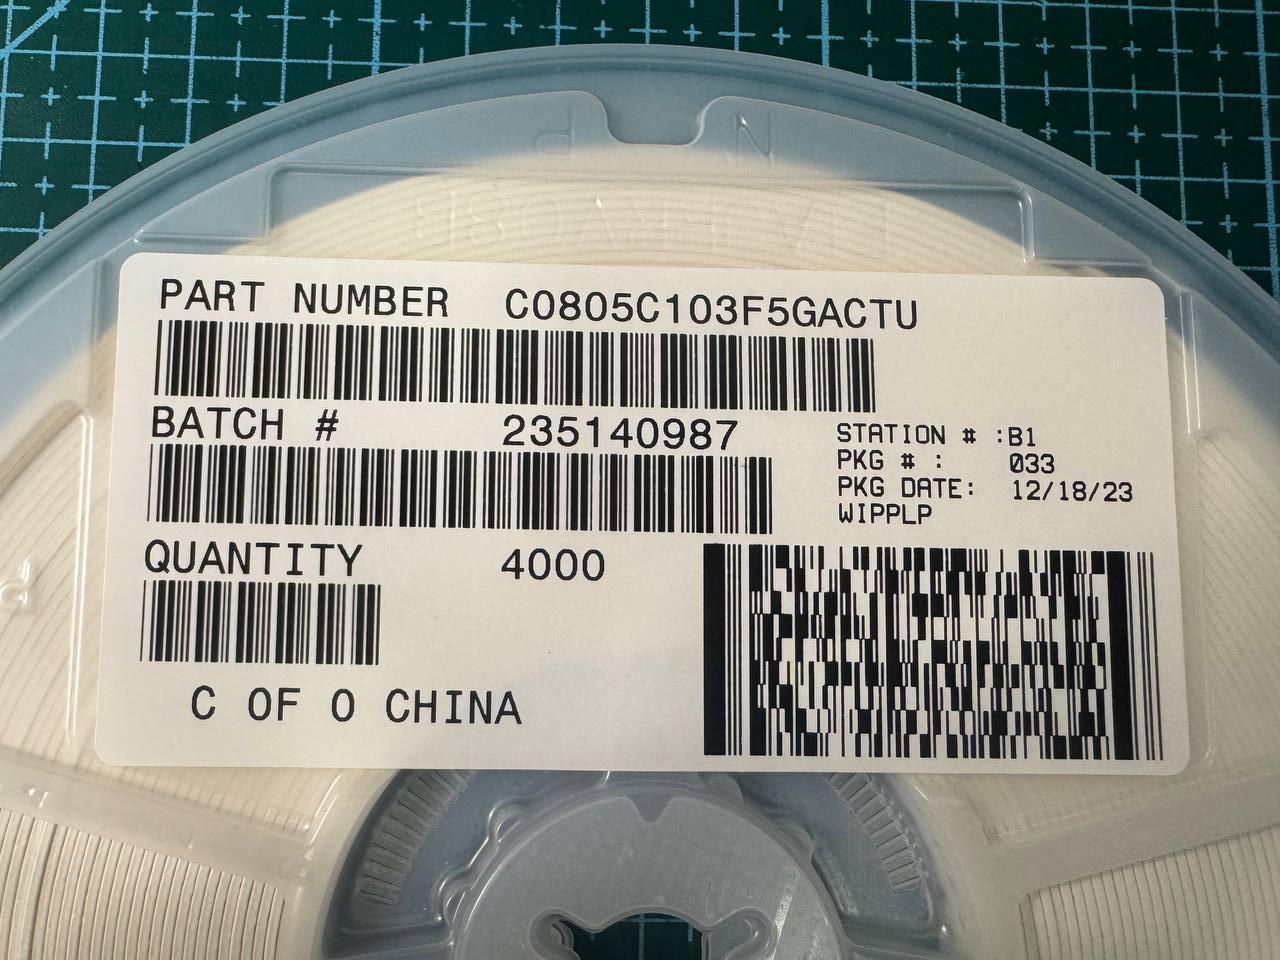 PART NUMBER C0805C103F5GACTU
BATCH # 235140987
STATION # :B1
PKG # : 033
PKG DATE: 12/18/23
WIPPLP
QUANTITY 4000
C OF O CHINA